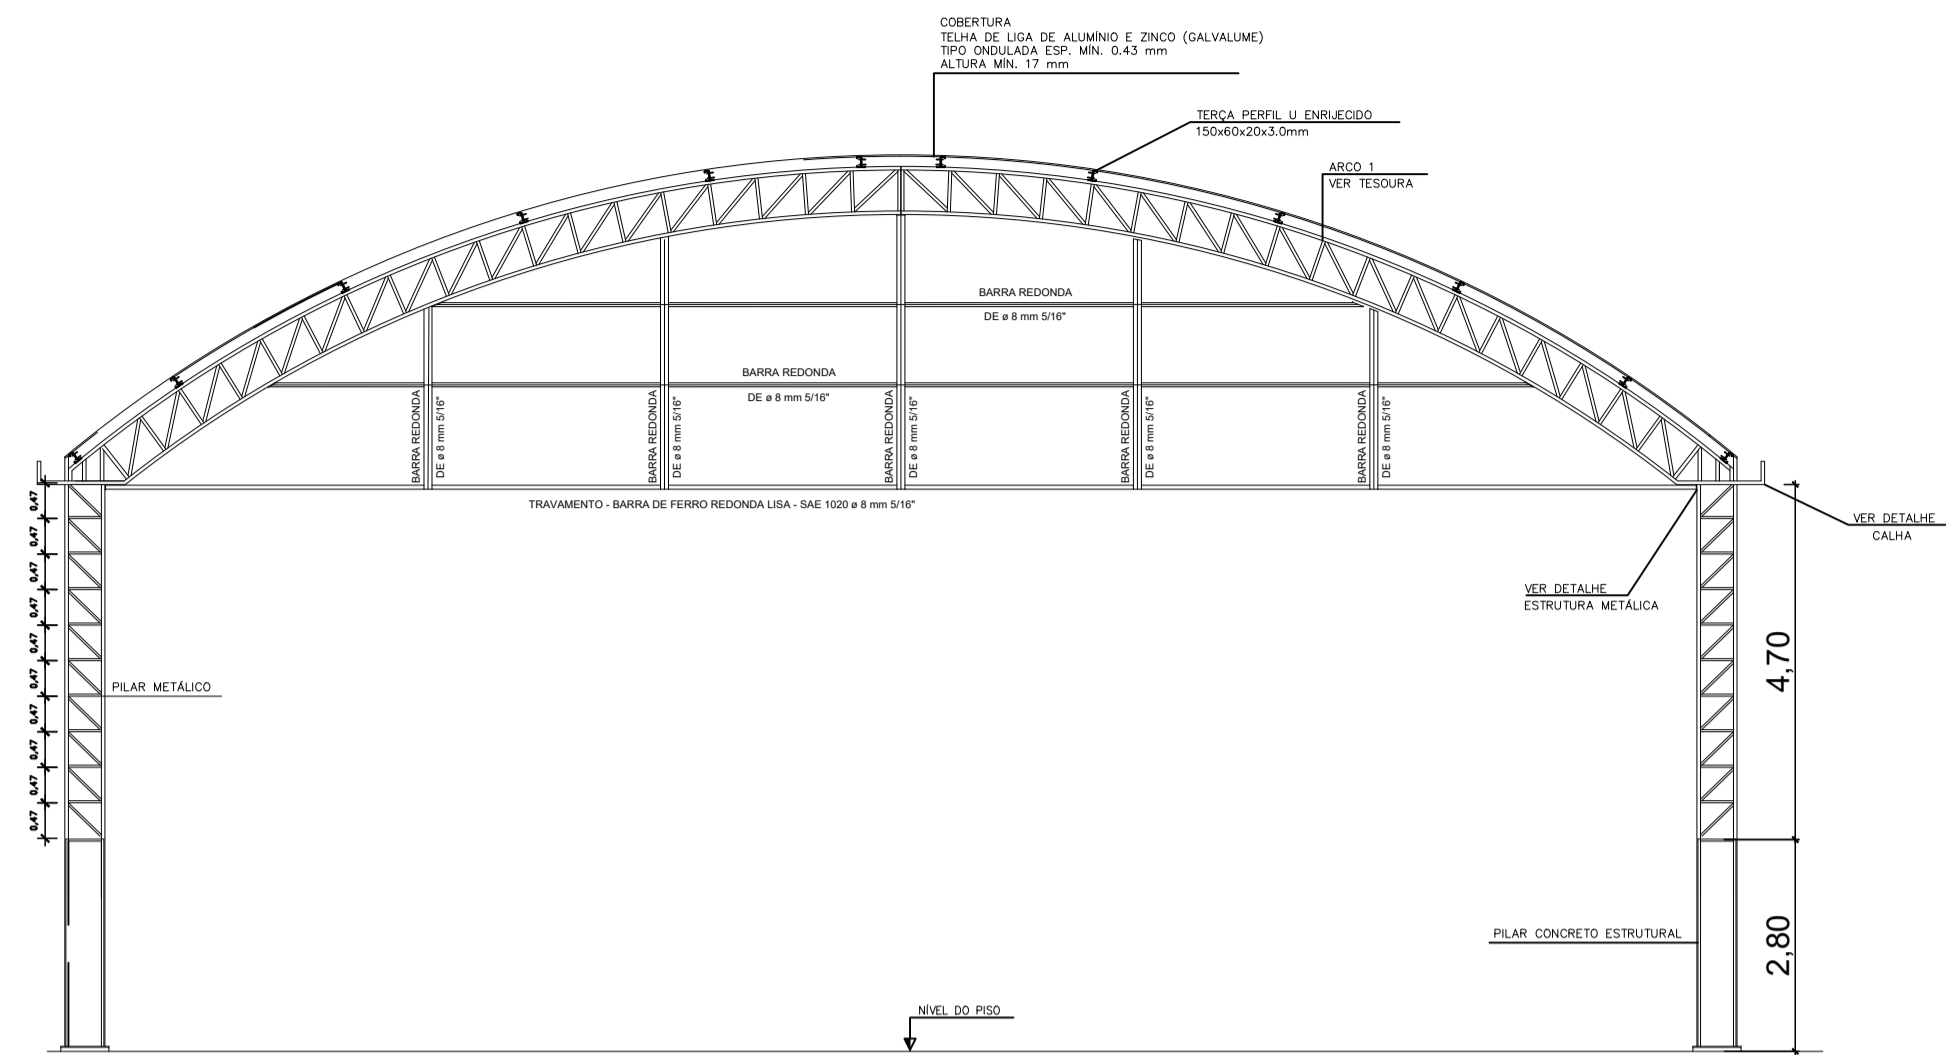 COBERTURA
TELHA DE LIGA DE ALUMÍNIO E ZINCO (GALVALUME)
TIPO ONDULADA ESP. MÍN. 0.43 mm
ALTURA MÍN. 17 mm
TERÇA PERFIL U ENRIJECIDO
150x60x20x3.0mm
ARCO 1
VER TESOURA
BARRA REDONDA
DE ø 8 mm 5/16"
BARRA REDONDA
DE ø 8 mm 5/16"
BARRA REDONDA
DE ø 8 mm 5/16"
BARRA REDONDA
DE ø 8 mm 5/16"
BARRA REDONDA
DE ø 8 mm 5/16"
BARRA REDONDA
DE ø 8 mm 5/16"
BARRA REDONDA
DE ø 8 mm 5/16"
TRAVAMENTO - BARRA DE FERRO REDONDA LISA - SAE 1020 ø 8 mm 5/16"
0,47
0,47
0,47
0,47
0,47
0,47
0,47
0,47
0,47
0,47
VER DETALHE
CALHA
VER DETALHE
ESTRUTURA METÁLICA
4,70
PILAR METÁLICO
PILAR CONCRETO ESTRUTURAL
2,80
NÍVEL DO PISO